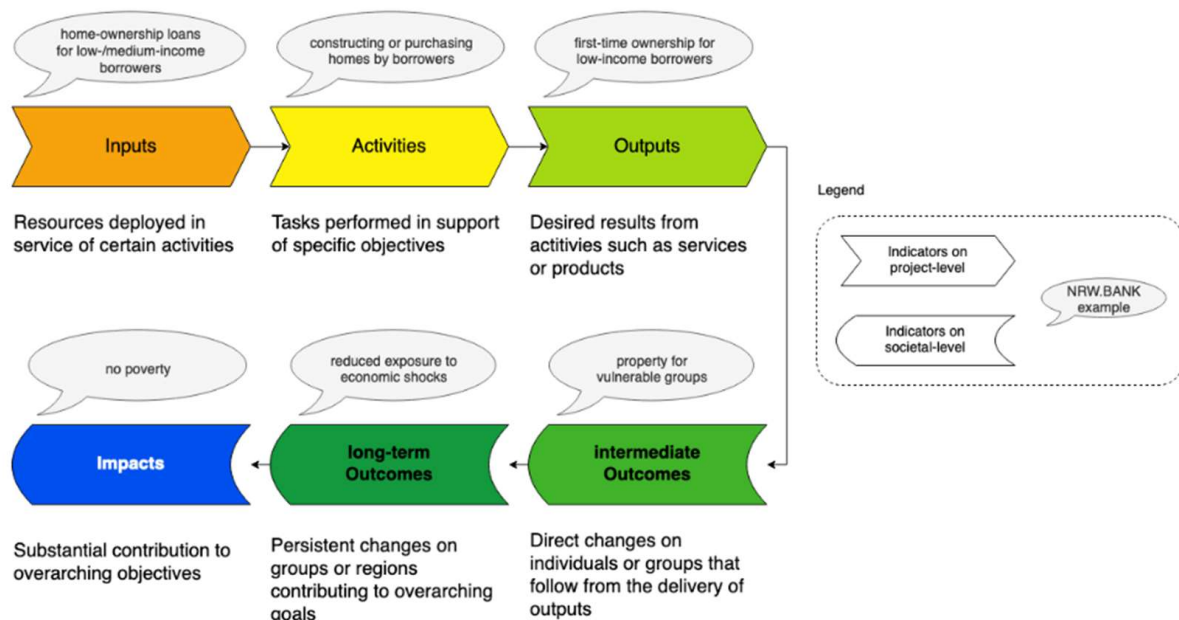 home-ownership loans
for low-/medium-income
borrowers
constructing or purchasing
homes by borrowers
first-time ownership for
low-income borrowers
Inputs
Activities
Outputs
Resources deployed in
service of certain activities
Tasks performed in support
of specific objectives
Desired results from
actitivies such as services
or products
Legend
Indicators on
project-level
NRW.BANK
example
Indicators on
societal-level
no poverty
reduced exposure to
economic shocks
property for
vulnerable groups
Impacts
long-term
Outcomes
intermediate
Outcomes
Substantial contribution to
overarching objectives
Persistent changes on
groups or regions
contributing to overarching
goals
Direct changes on
individuals or groups that
follow from the delivery of
outputs